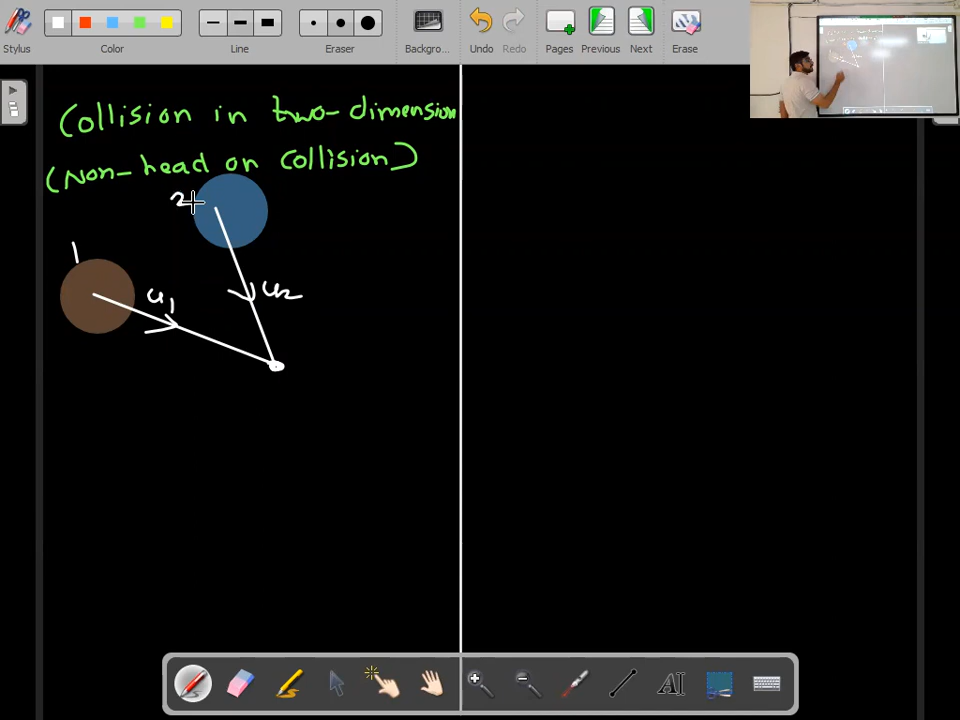 Stylus
Color
Line
Eraser
Backgro...
Undo
Redo
Pages
Previous
Next
Erase
Collision in two-dimension
(Non-head on Collision)
2
1
u1
u2
AI